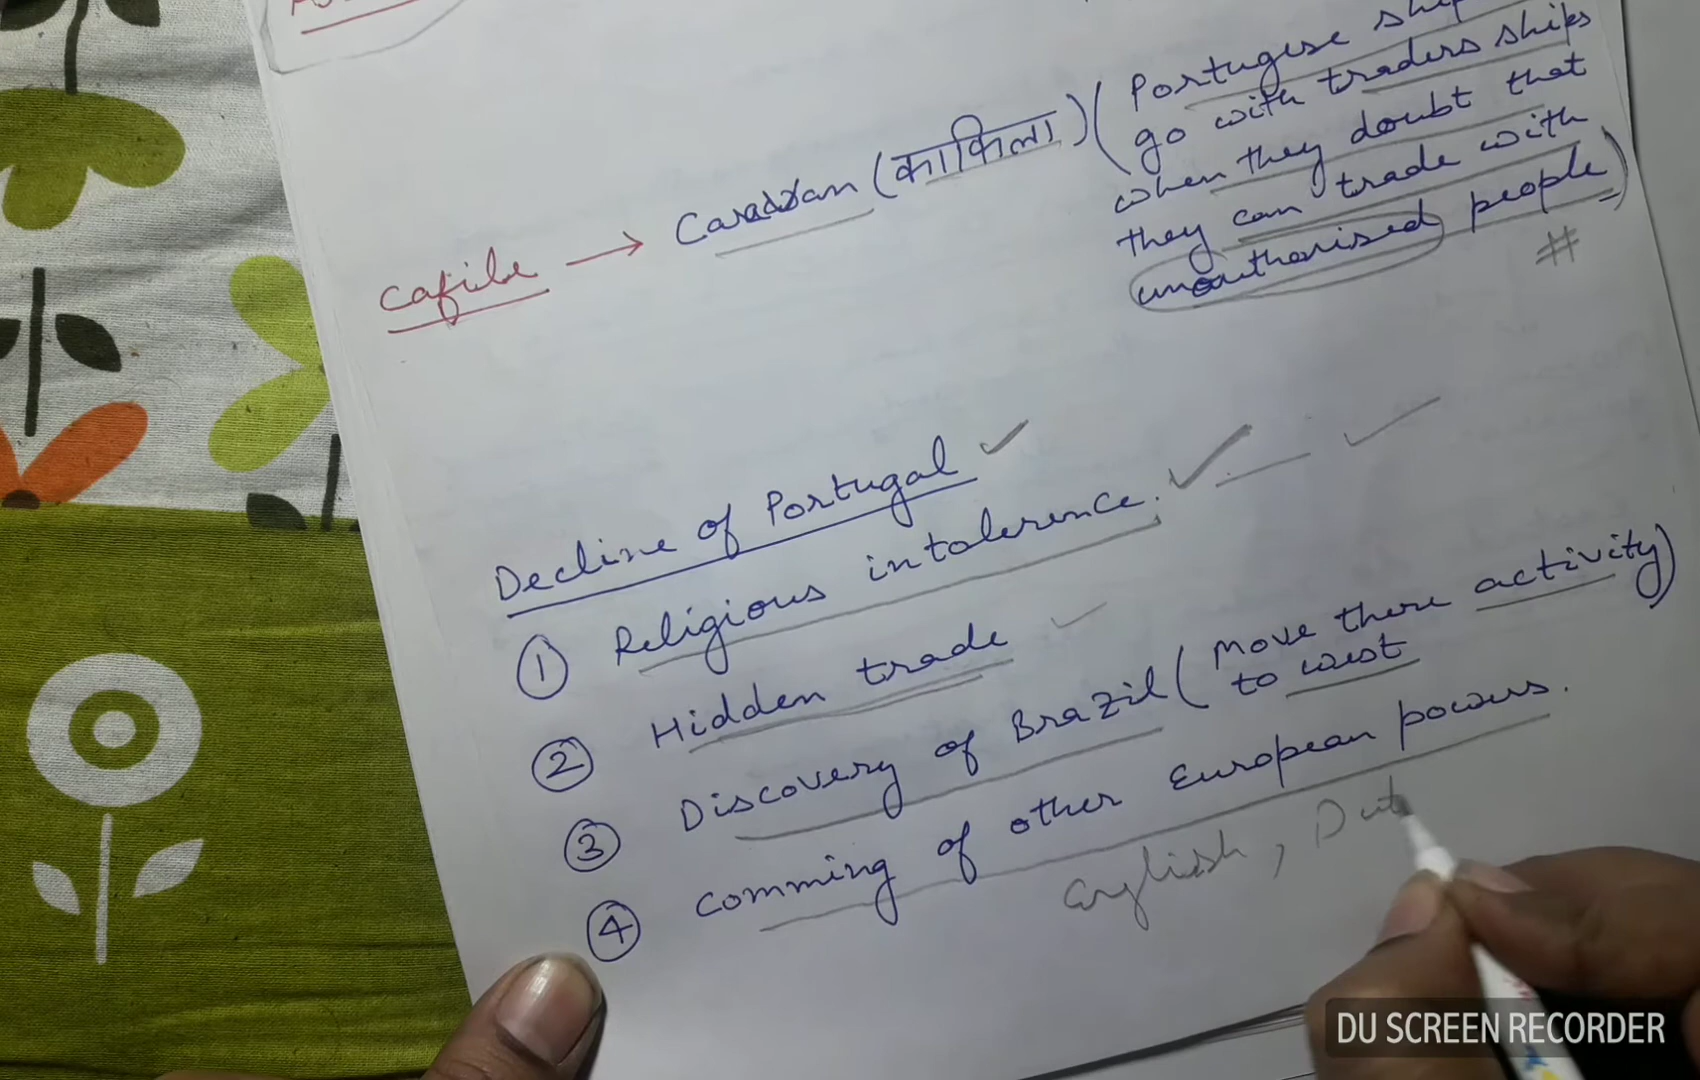 Portugese ship
go with traders ships
when they doubt that
they can trade with
unauthorised people)
Cafile → (काफिला) (
Decline of Portugal ✓
① Religious intolerence. ✓ ✓
② Hidden trade ✓
③ Discovery of Brazil ( Move there activity)
to west
④ Comming of other European powers.
English, Dut
#
DU SCREEN RECORDER